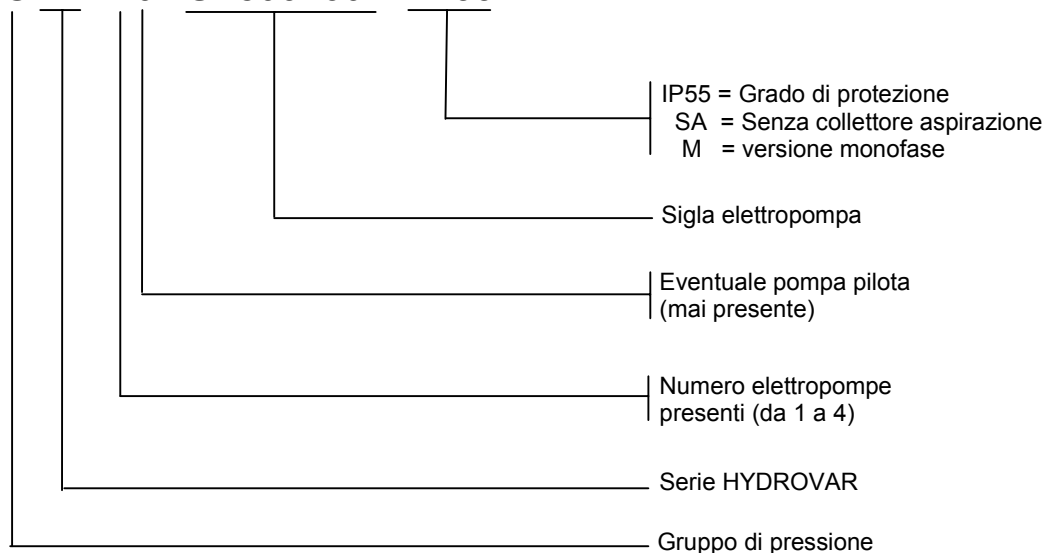 IP55 = Grado di protezione
SA = Senza collettore aspirazione
M = versione monofase
Sigla elettropompa
Eventuale pompa pilota
(mai presente)
Numero elettropompe
presenti (da 1 a 4)
Serie HYDROVAR
Gruppo di pressione